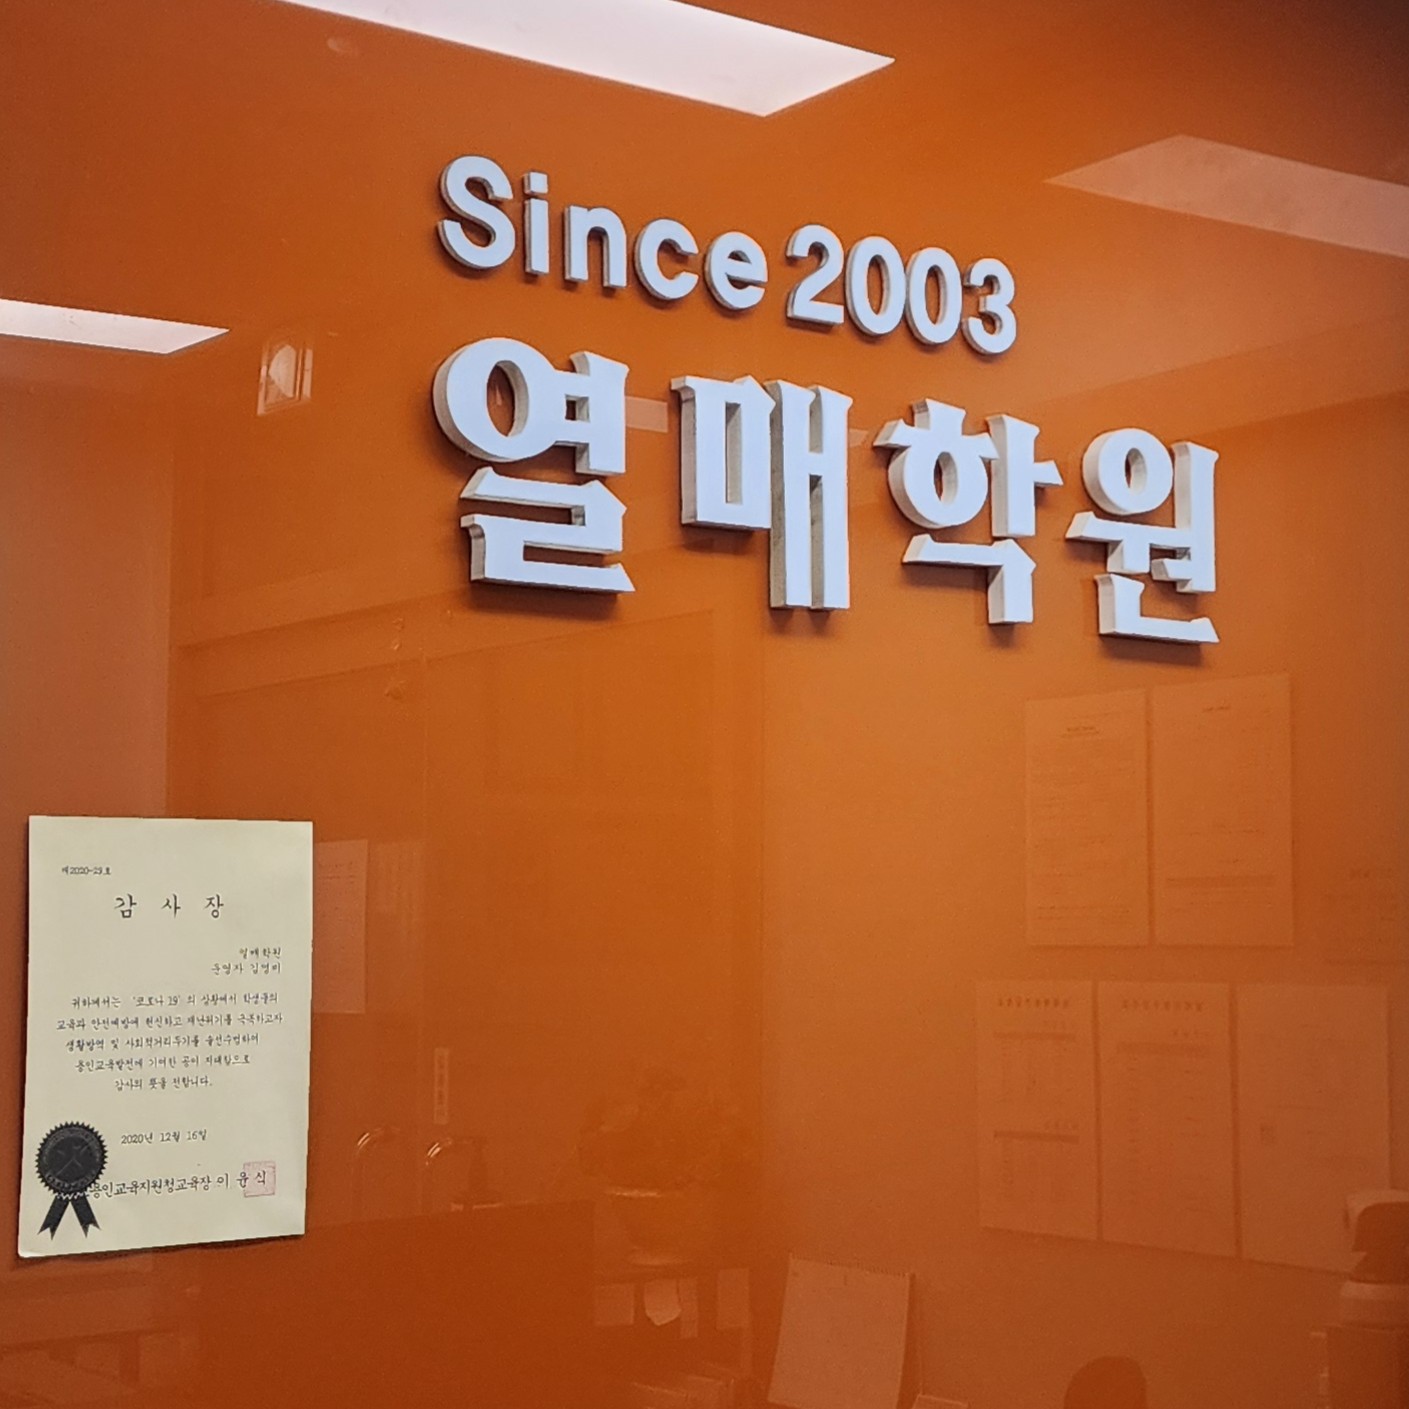 Since 2003
열매학원
제2020-23호
감 사 장
열매학원
운영자 김영미
귀하께서는 '코로나 19' 의 상황에서 학생들의
교육과 안전예방에 헌신하고 재난위기를 극복하고자
생활방역 및 사회적거리두기를 솔선수범하여
용인교육발전에 기여한 공이 지대함으로
감사의 뜻을 전합니다.
2020년 12월 16일
용인교육지원청교육장 이 윤 식